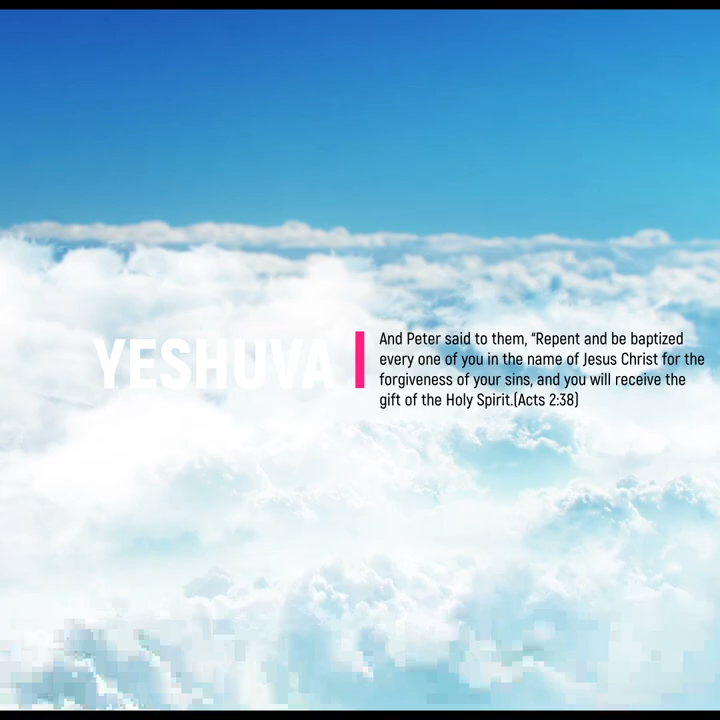 YESHUVA
And Peter said to them, “Repent and be baptized
every one of you in the name of Jesus Christ for the
forgiveness of your sins, and you will receive the
gift of the Holy Spirit.(Acts 2:38)